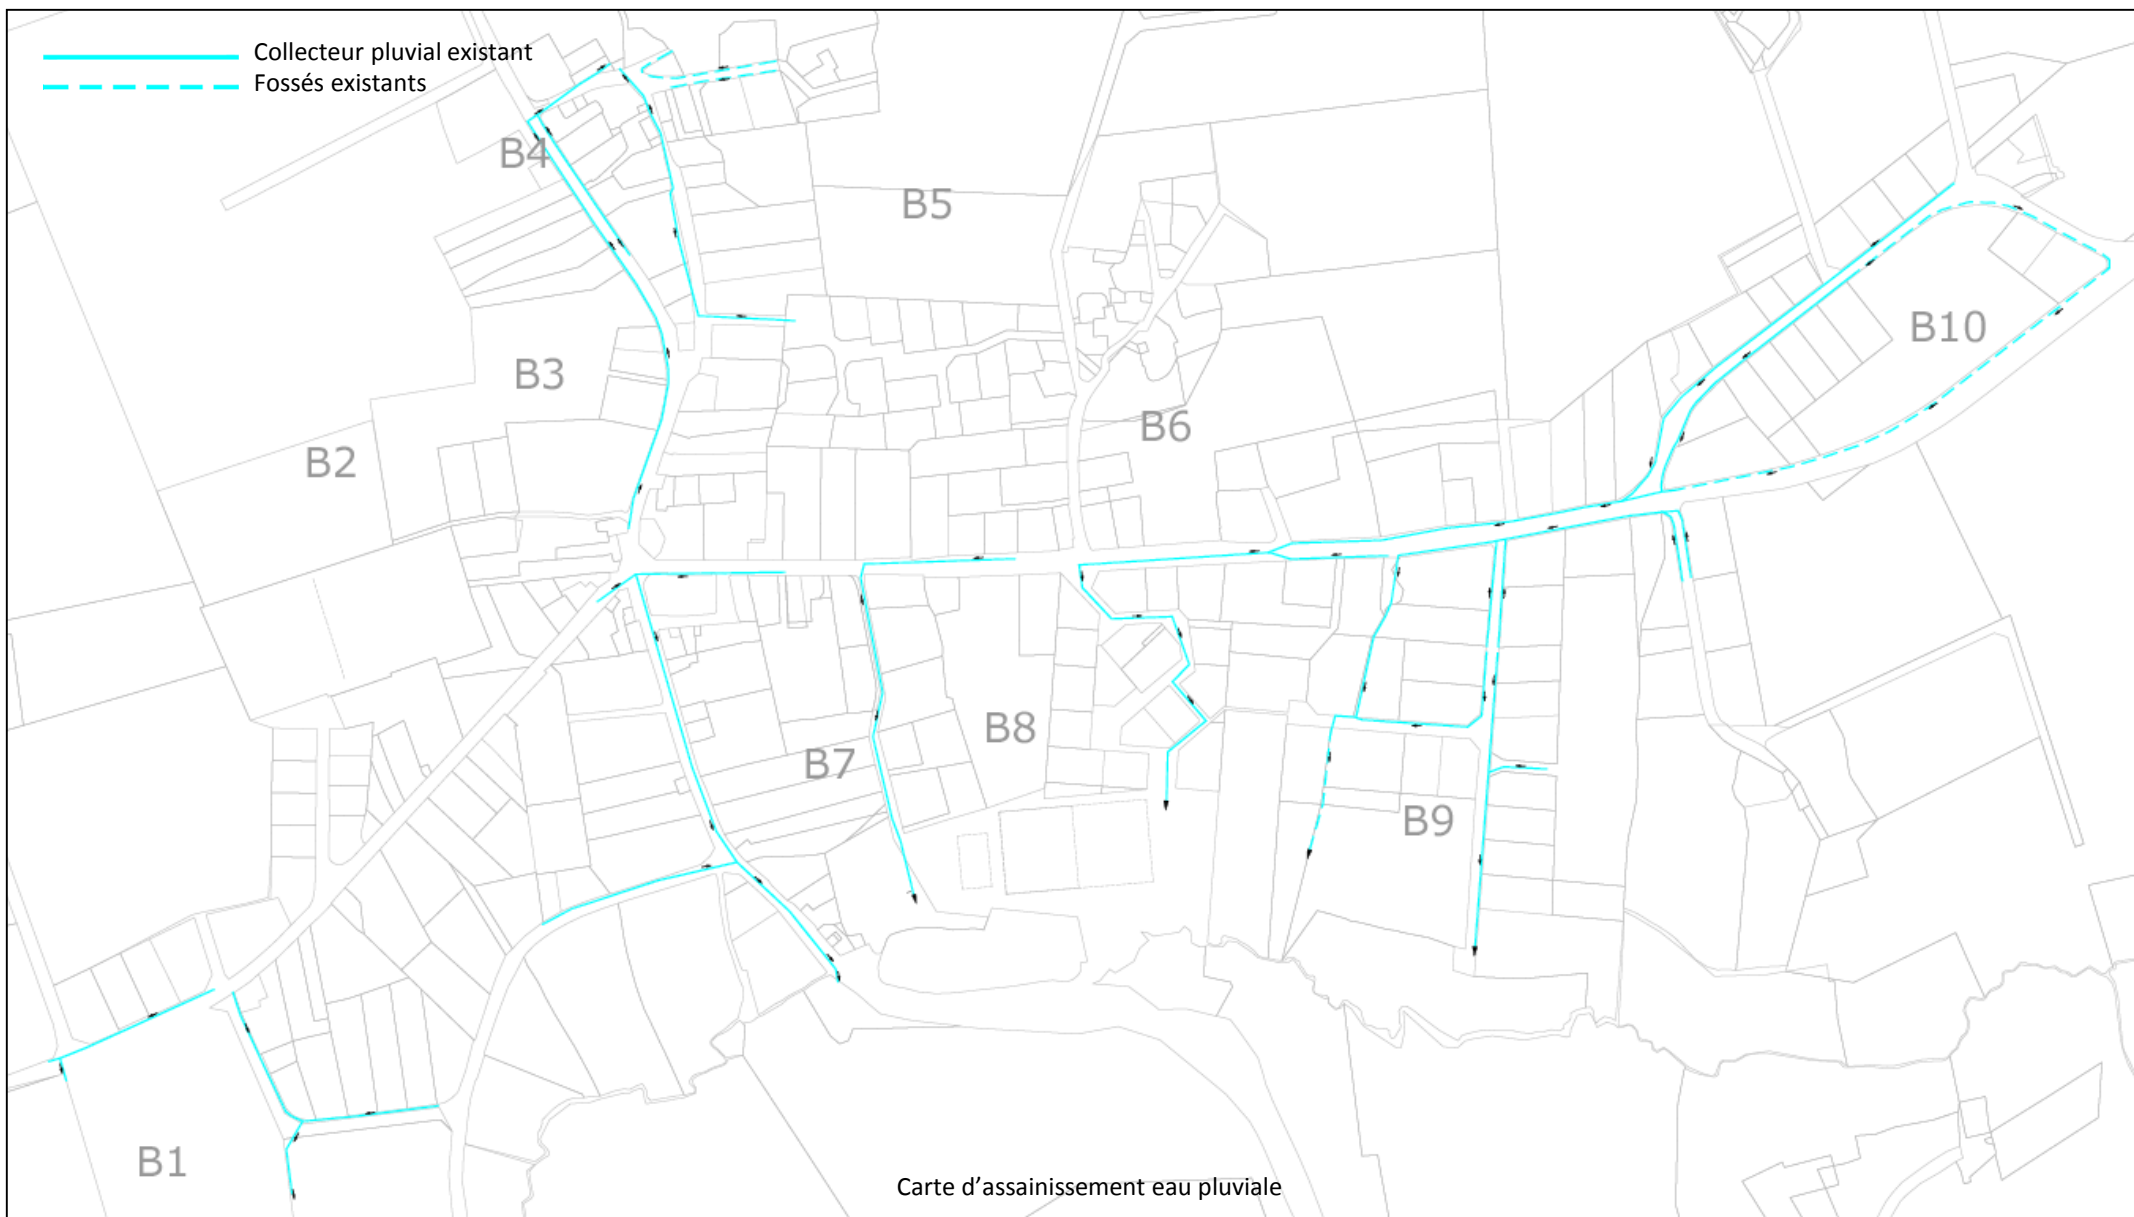 Collecteur pluvial existant
Fossés existants
B4
B5
B10
B3
B6
B2
B8
B7
B9
B1
Carte d’assainissement eau pluviale